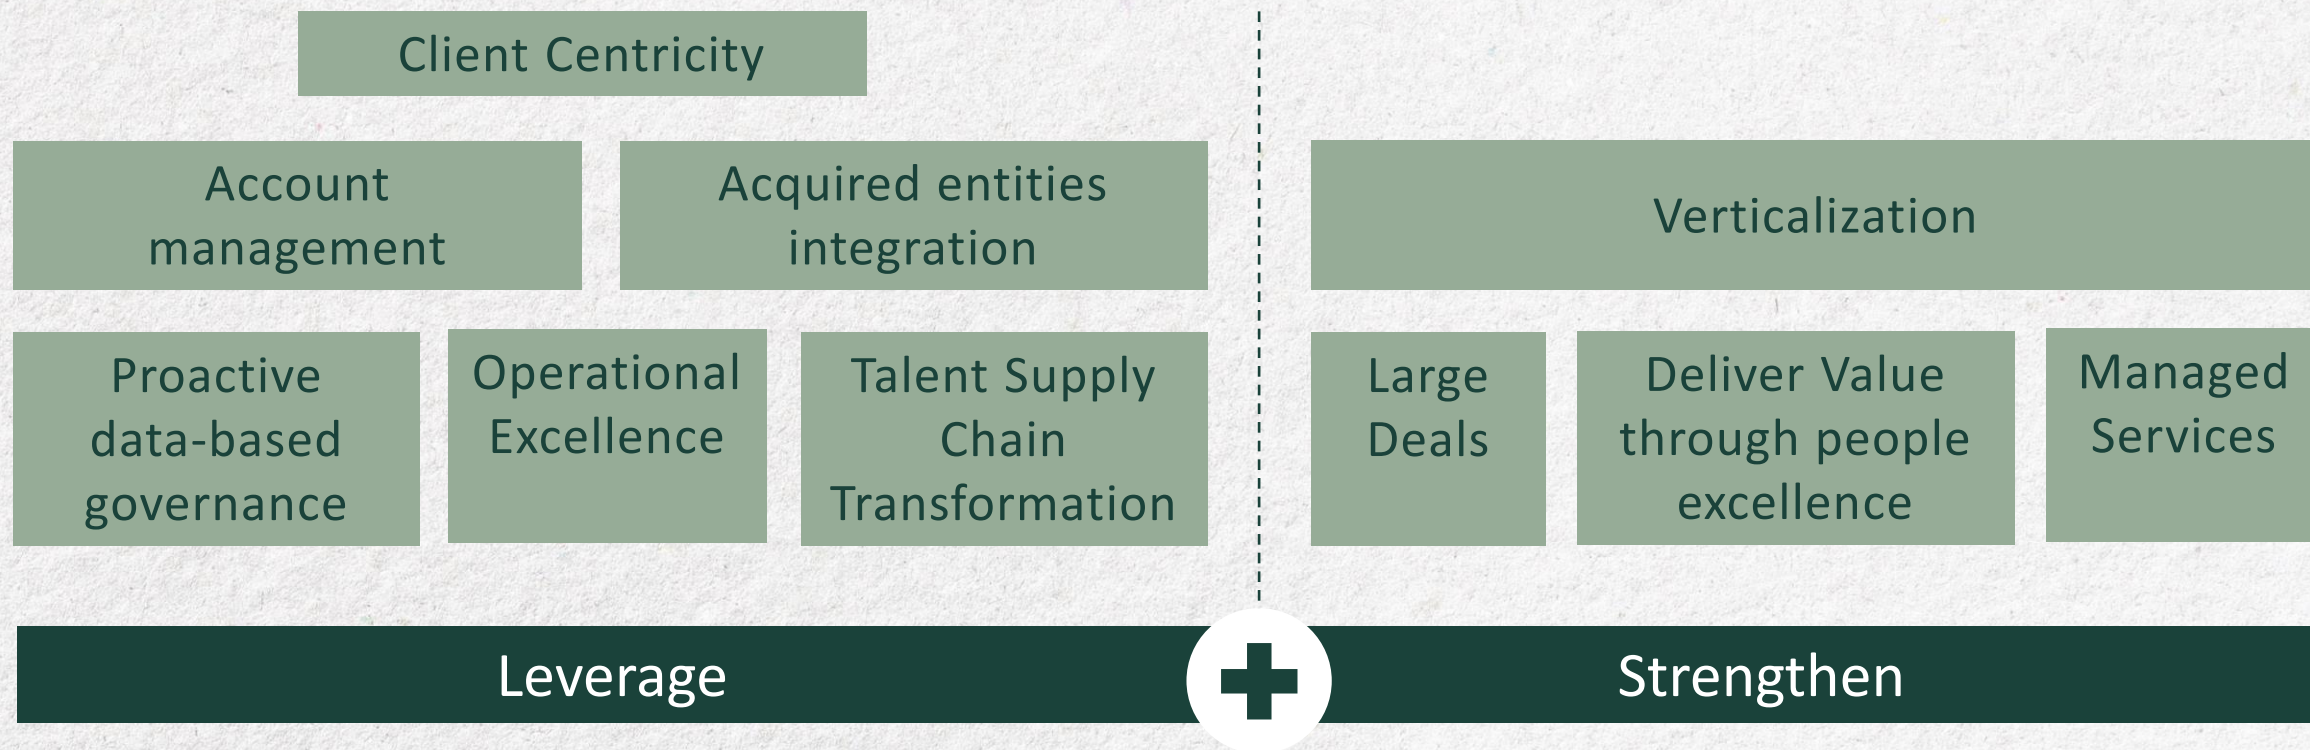 Client Centricity
Account
management
Acquired entities
integration
Verticalization
Proactive
data-based
governance
Operational
Excellence
Talent Supply
Chain
Transformation
Large
Deals
Deliver Value
through people
excellence
Managed
Services
Leverage
Strengthen